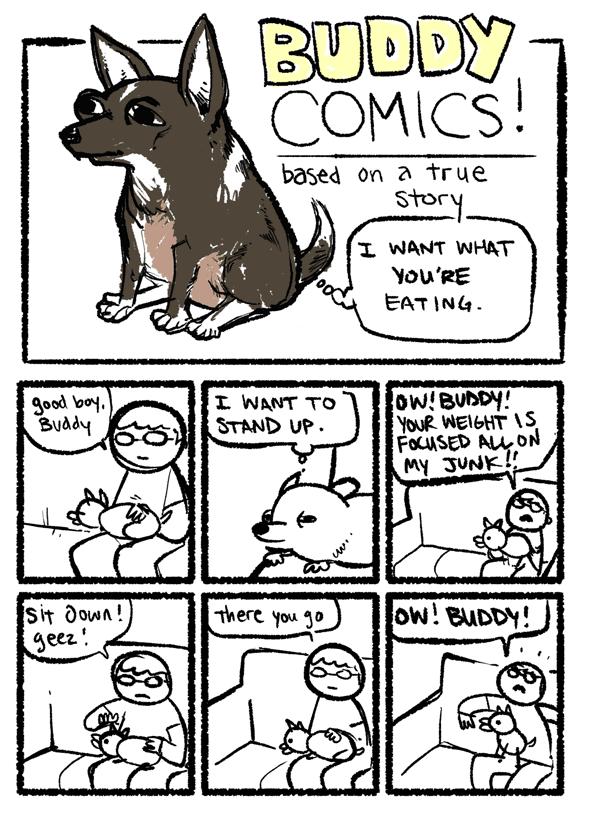 BUDDY
COMICS!
based on a true
story
I WANT WHAT
YOU'RE
EATING.
good boy,
Buddy
I WANT TO
STAND UP.
OW! BUDDY!
YOUR WEIGHT IS
FOCUSED ALL ON
MY JUNK!!
Sit down!
geez!
there you go
OW! BUDDY!